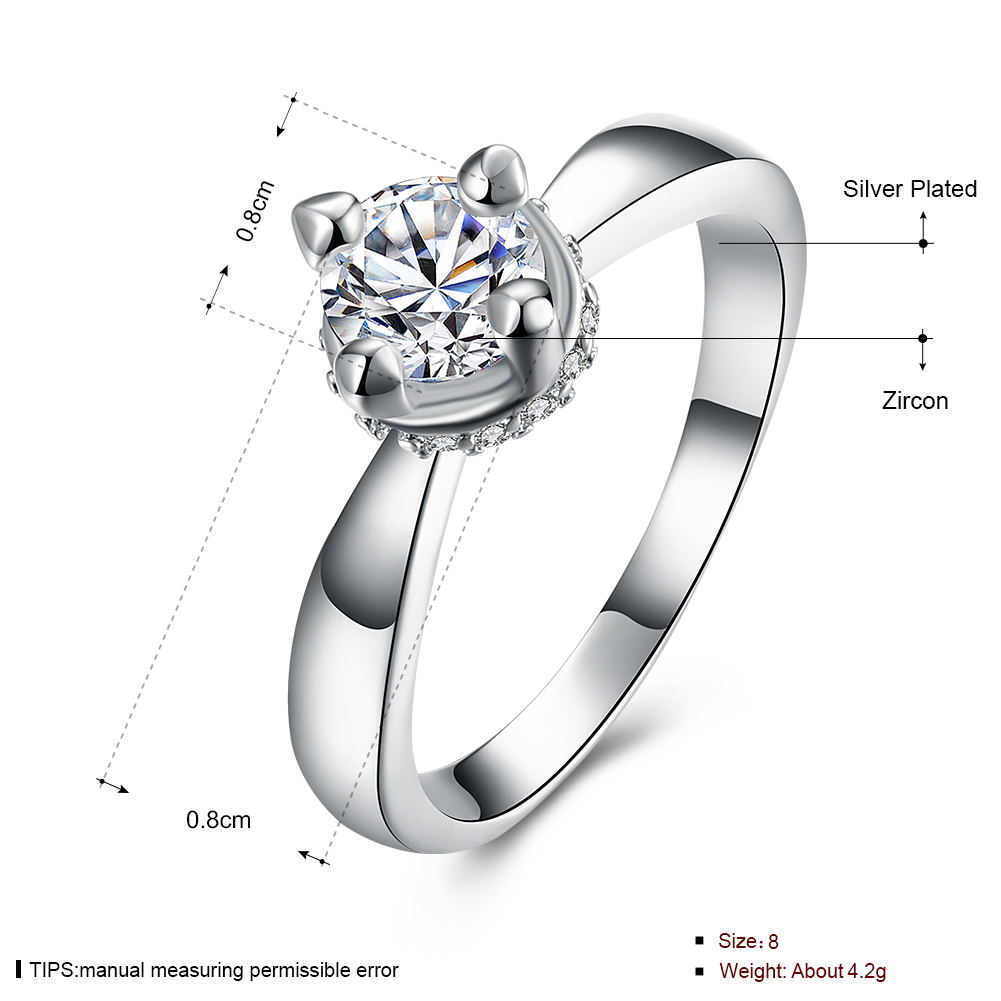 0.8cm
Silver Plated
Zircon
0.8cm
Size: 8
Weight: About 4.2g
TIPS:manual measuring permissible error